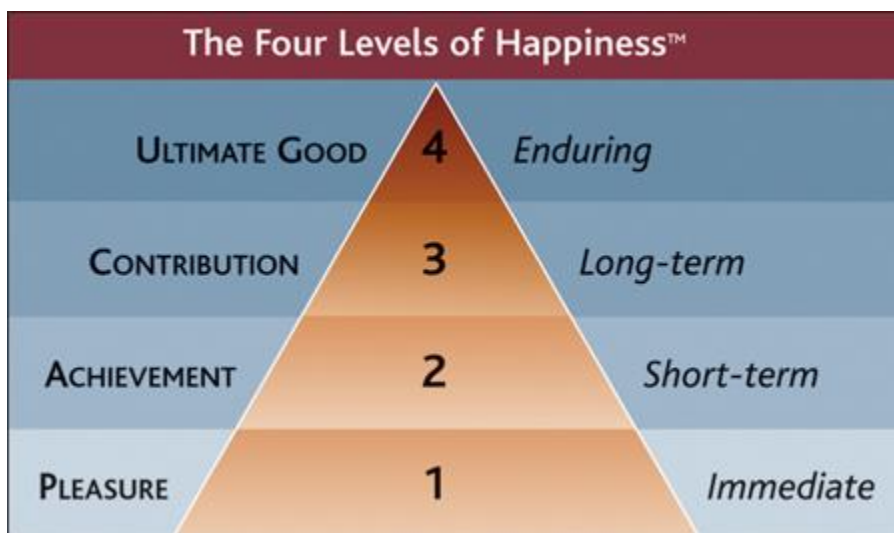 The Four Levels of Happiness™
ULTIMATE GOOD 4 Enduring
CONTRIBUTION 3 Long-term
ACHIEVEMENT 2 Short-term
PLEASURE 1 Immediate